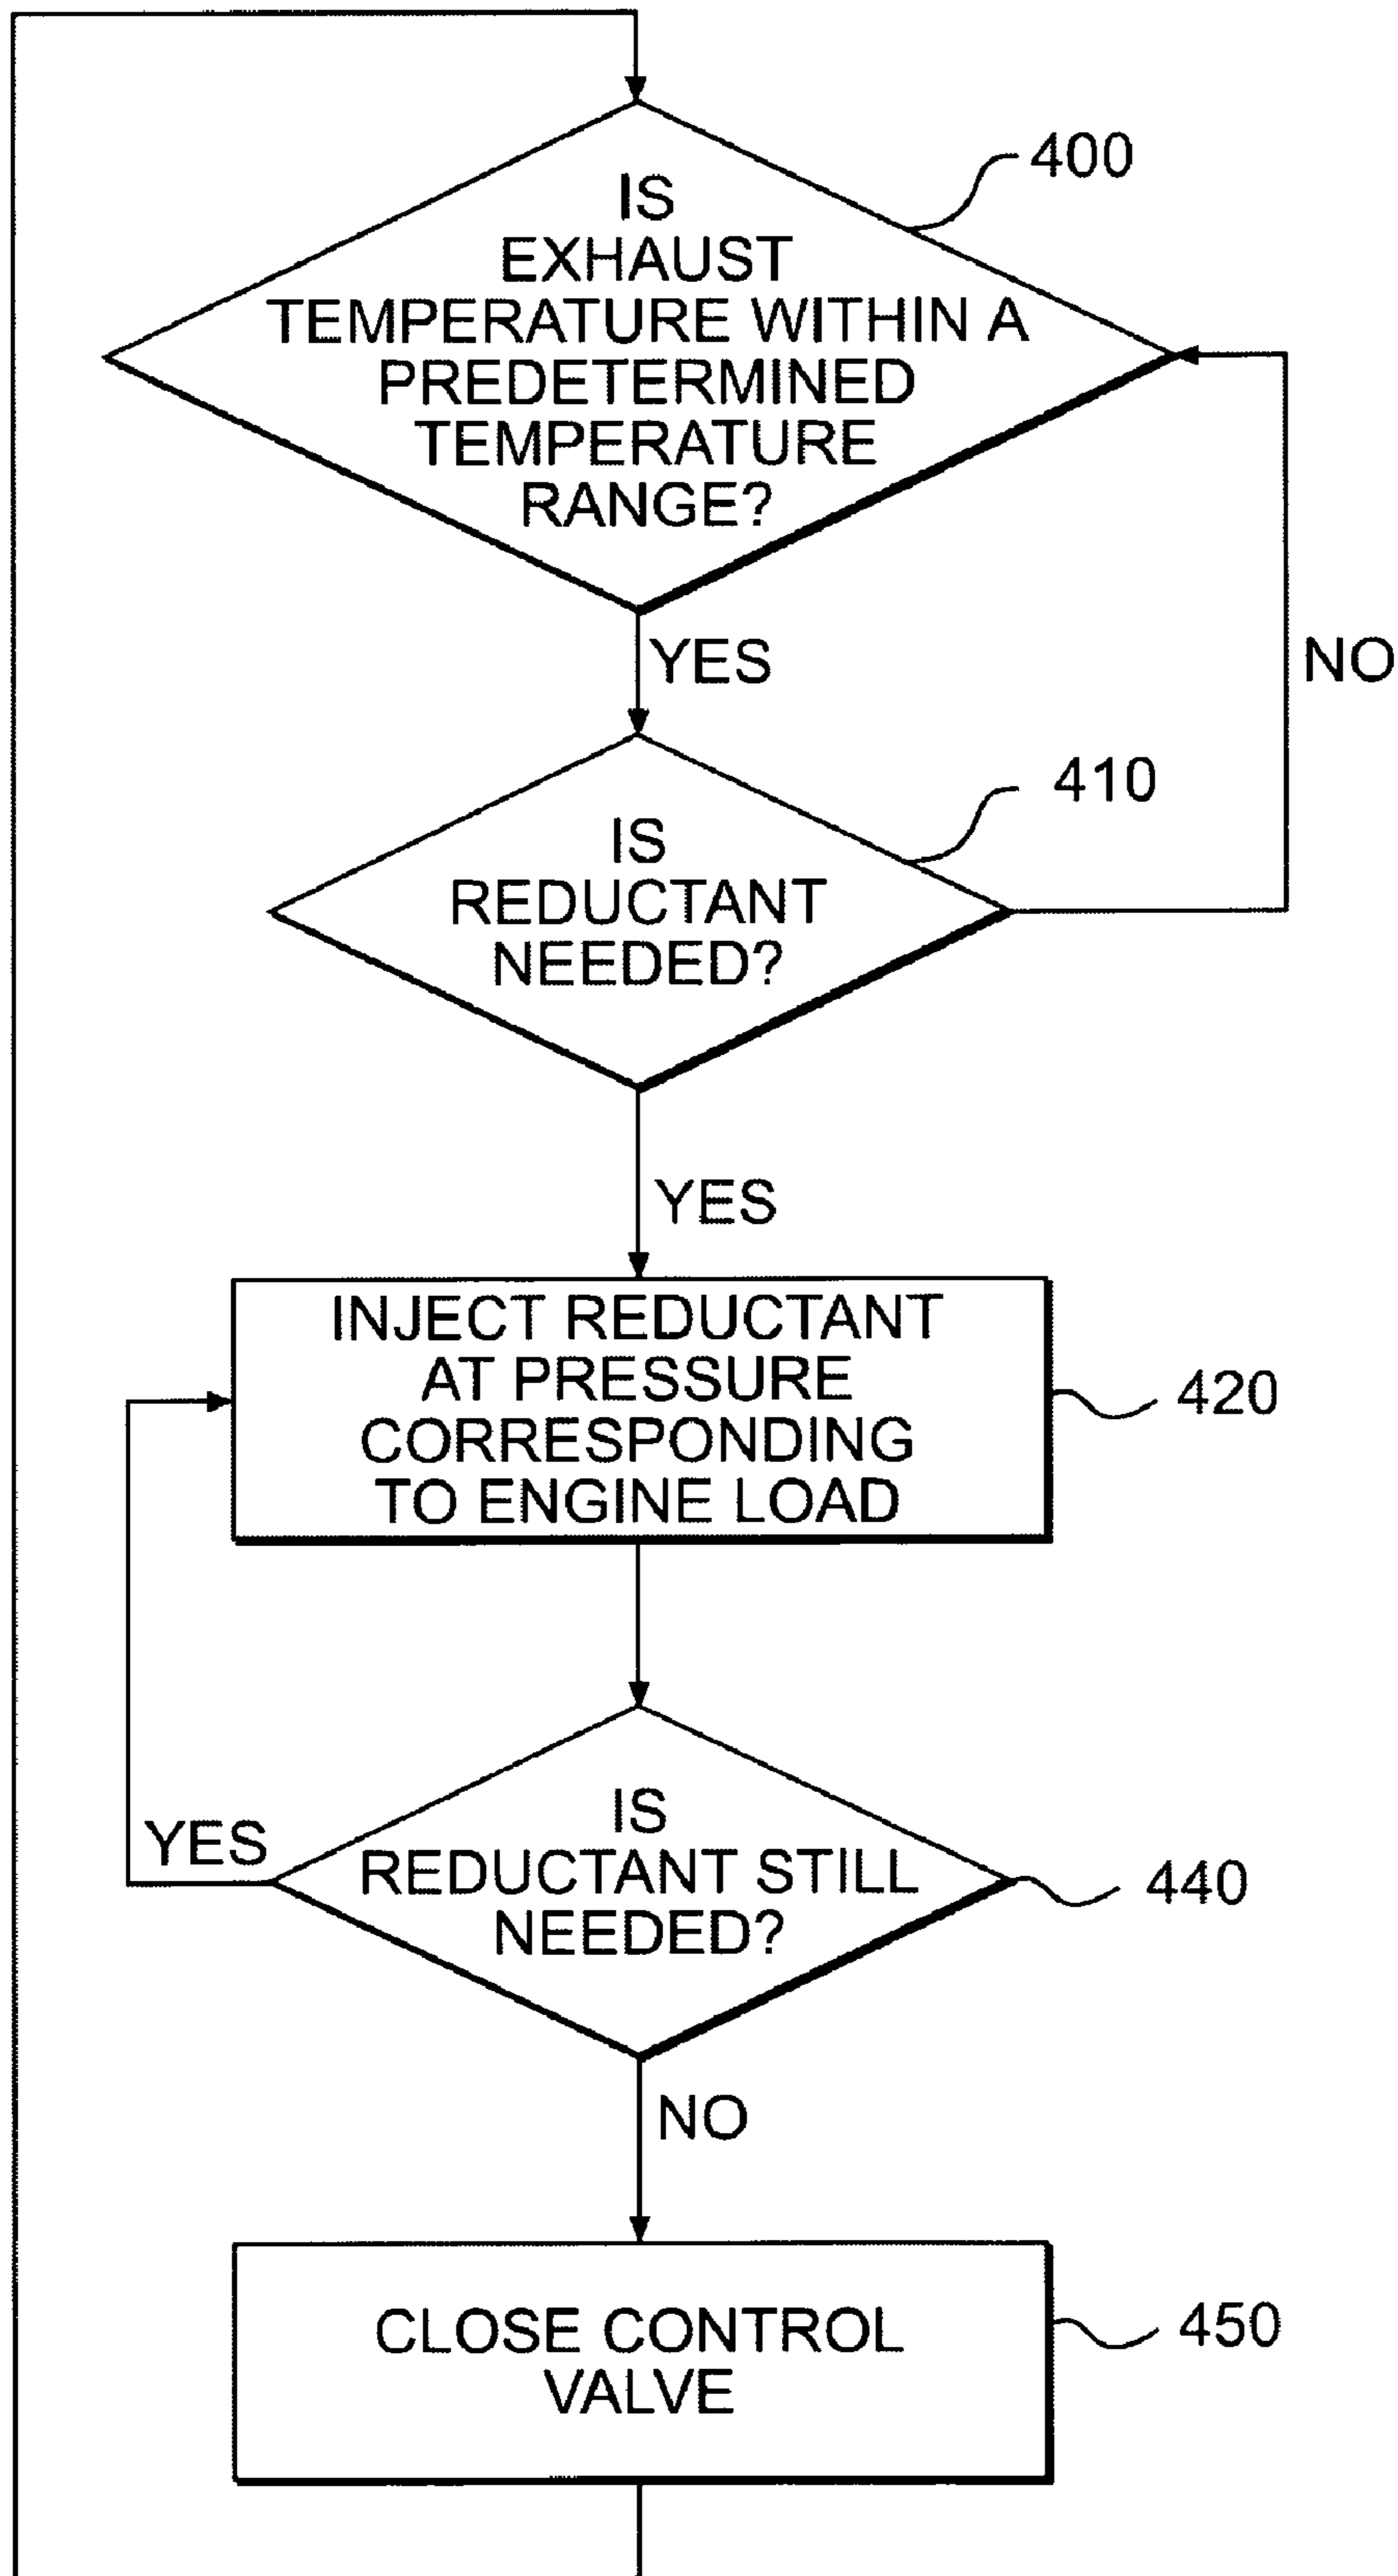 400
IS
EXHAUST
TEMPERATURE WITHIN A
PREDETERMINED
TEMPERATURE
RANGE?
YES
NO
410
IS
REDUCTANT
NEEDED?
YES
INJECT REDUCTANT
AT PRESSURE
CORRESPONDING
TO ENGINE LOAD
420
IS
REDUCTANT STILL
NEEDED?
YES
440
NO
CLOSE CONTROL
VALVE
450